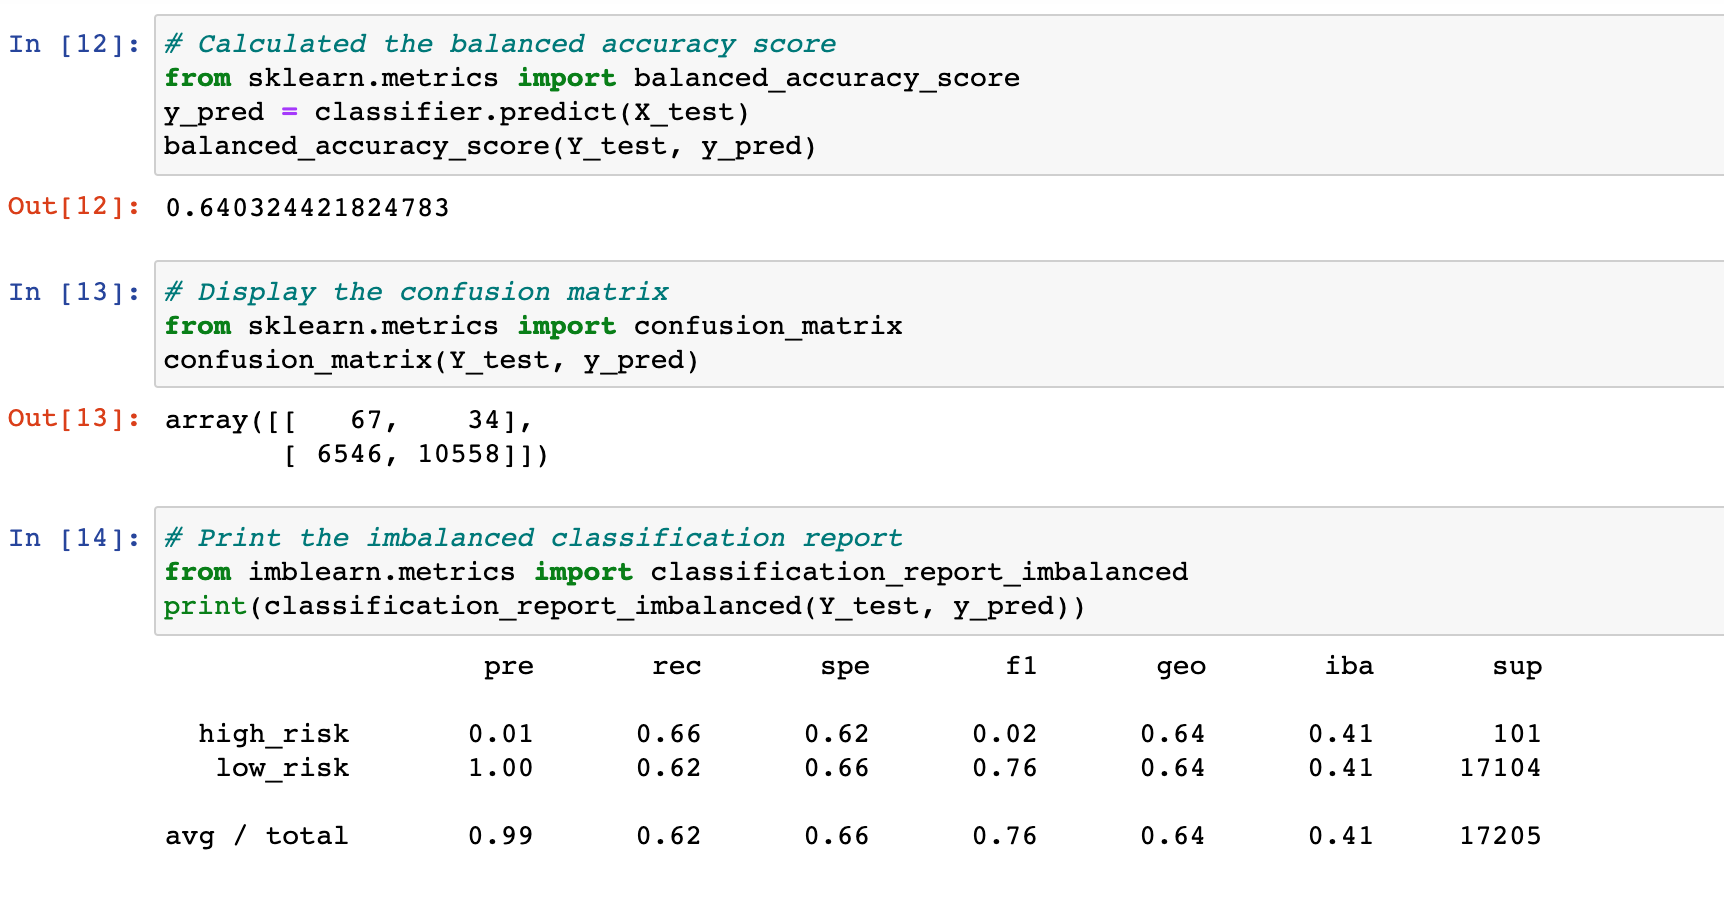 In [12]: # Calculated the balanced accuracy score
from sklearn.metrics import balanced_accuracy_score
y_pred = classifier.predict(X_test)
balanced_accuracy_score(Y_test, y_pred)
Out[12]: 0.640324421824783
In [13]: # Display the confusion matrix
from sklearn.metrics import confusion_matrix
confusion_matrix(Y_test, y_pred)
Out[13]: array([[   67,    34],
       [ 6546, 10558]])
In [14]: # Print the imbalanced classification report
from imblearn.metrics import classification_report_imbalanced
print(classification_report_imbalanced(Y_test, y_pred))
pre rec spe f1 geo iba sup
high_risk 0.01 0.66 0.62 0.02 0.64 0.41 101
low_risk 1.00 0.62 0.66 0.76 0.64 0.41 17104
avg / total 0.99 0.62 0.66 0.76 0.64 0.41 17205